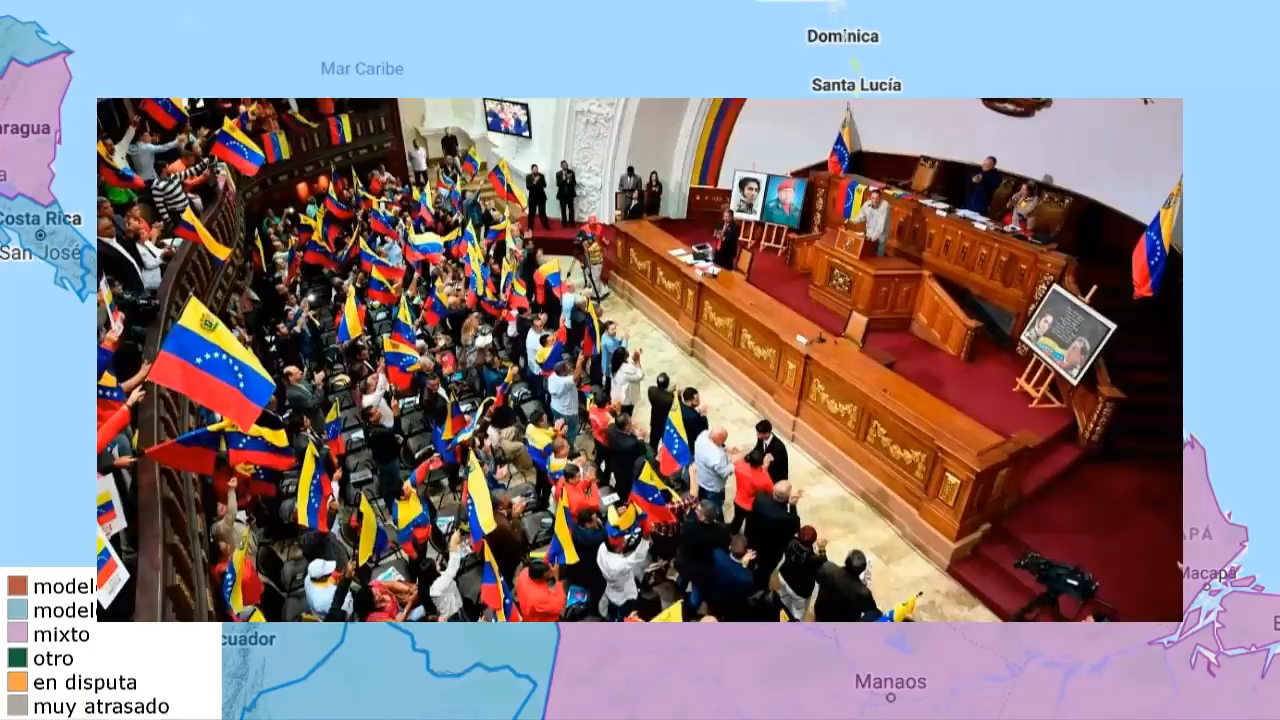 Dominica
Mar Caribe
Santa Lucía
aragua
a
Costa Rica
San José
APÁ
Macapá
B
model
model
mixto
otro
en disputa
muy atrasado
cuador
Manaos